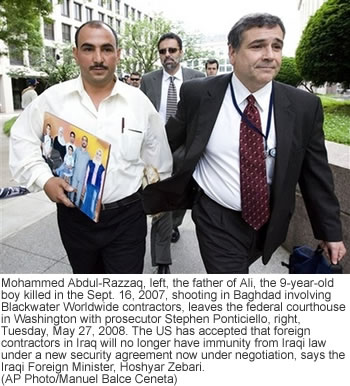 Mohammed Abdul-Razzaq, left, the father of Ali, the 9-year-old
boy killed in the Sept. 16, 2007, shooting in Baghdad involving
Blackwater Worldwide contractors, leaves the federal courthouse
in Washington with prosecutor Stephen Ponticiello, right,
Tuesday, May 27, 2008. The US has accepted that foreign
contractors in Iraq will no longer have immunity from Iraqi law
under a new security agreement now under negotiation, says the
Iraqi Foreign Minister, Hoshyar Zebari.
(AP Photo/Manuel Balce Ceneta)